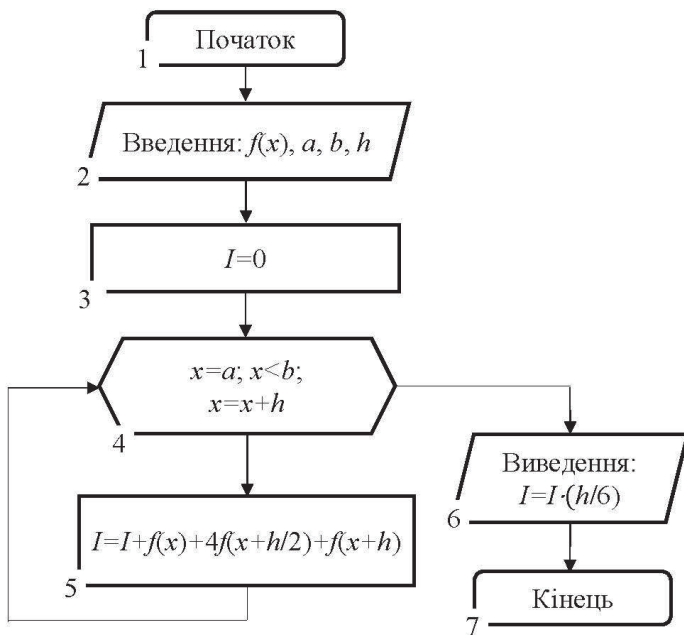 Початок
1
Введення: f(x), a, b, h
2
I=0
3
x=a; x<b;
x=x+h
4
I=I+f(x)+4f(x+h/2)+f(x+h)
5
Виведення:
I=I·(h/6)
6
Кінець
7